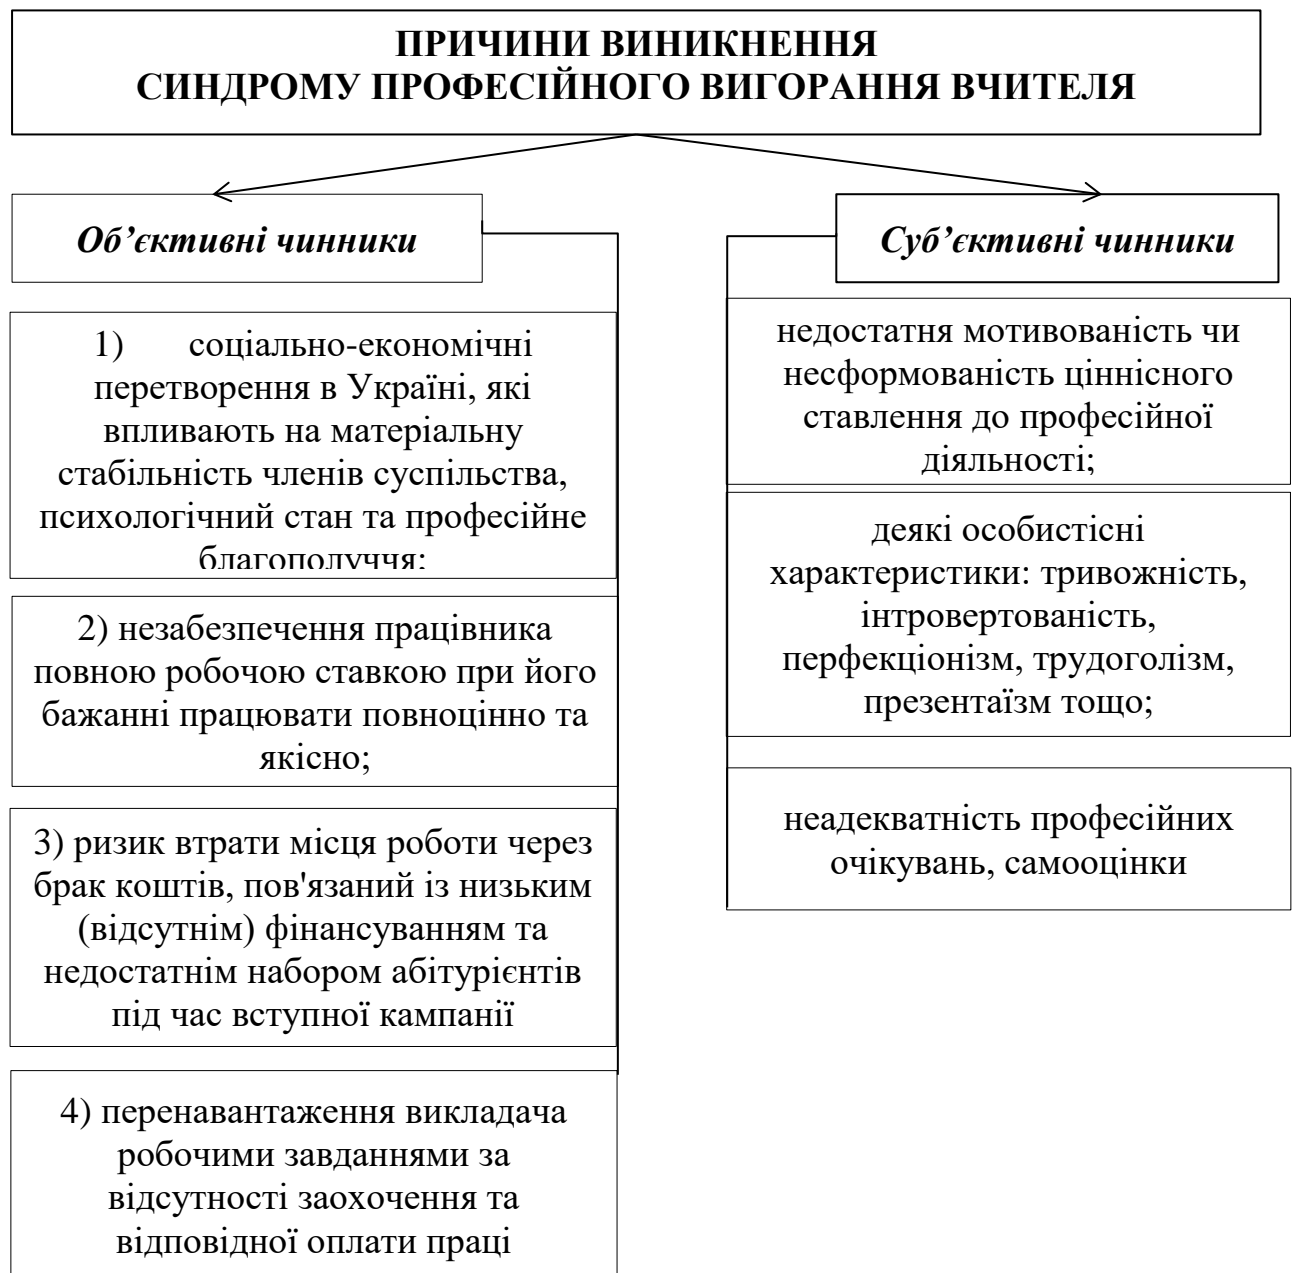 ПРИЧИНИ ВИНИКНЕННЯ
СИНДРОМУ ПРОФЕСІЙНОГО ВИГОРАННЯ ВЧИТЕЛЯ
Об’єктивні чинники
1) соціально-економічні
перетворення в Україні, які
впливають на матеріальну
стабільність членів суспільства,
психологічний стан та професійне
благополуччя;
2) незабезпечення працівника
повною робочою ставкою при його
бажанні працювати повноцінно та
якісно;
3) ризик втрати місця роботи через
брак коштів, пов'язаний із низьким
(відсутнім) фінансуванням та
недостатнім набором абітурієнтів
під час вступної кампанії
4) перенавантаження викладача
робочими завданнями за
відсутності заохочення та
відповідної оплати праці
Суб’єктивні чинники
недостатня мотивованість чи
несформованість ціннісного
ставлення до професійної
діяльності;
деякі особистісні
характеристики: тривожність,
інтровертованість,
перфекціонізм, трудоголізм,
презентаїзм тощо;
неадекватність професійних
очікувань, самооцінки